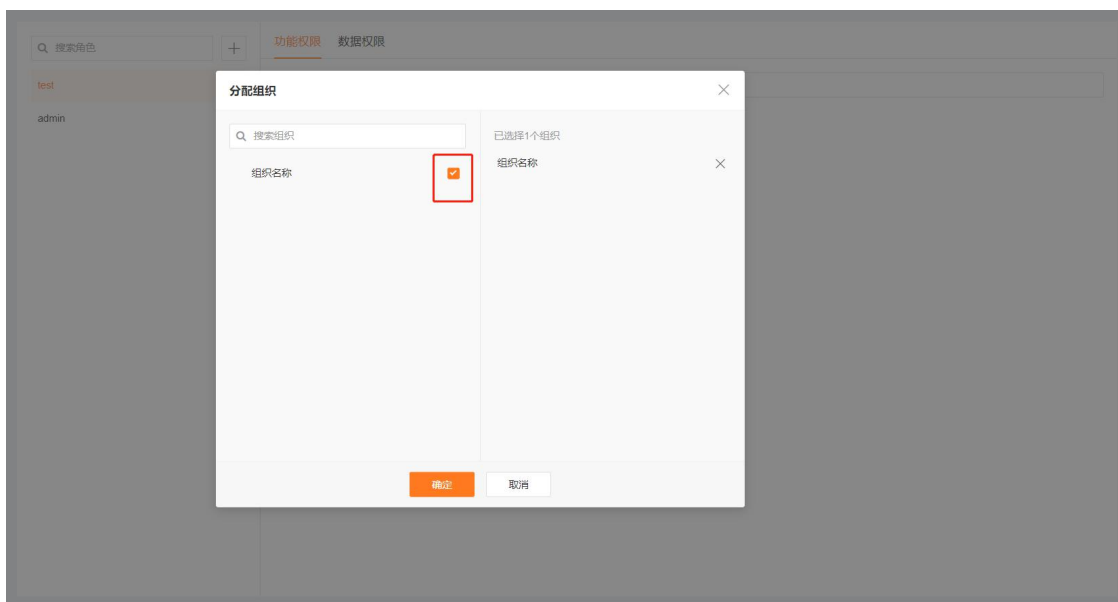 搜索角色
功能权限 数据权限
test
admin
分配组织
搜索组织
组织名称
已选择1个组织
组织名称
确定 取消